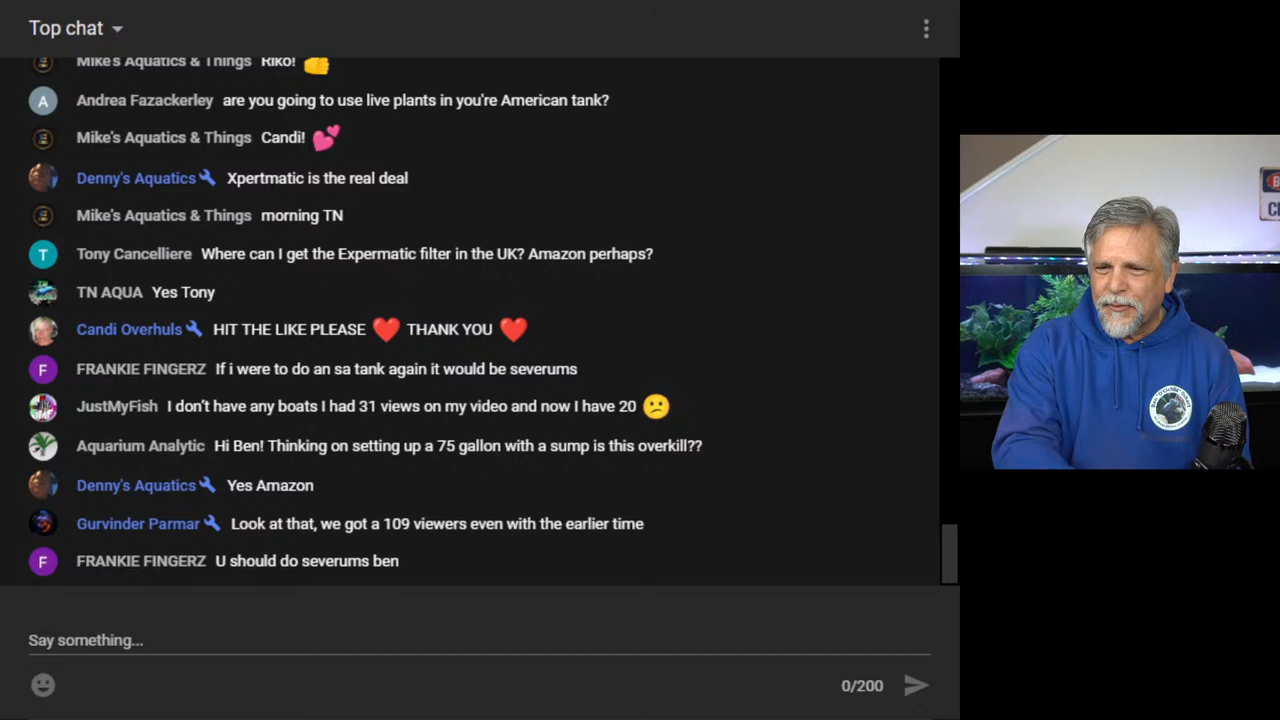 Top chat
Mike's Aquatics & Things Riko!
A Andrea Fazackerley are you going to use live plants in you're American tank?
Mike's Aquatics & Things Candi!
Denny's Aquatics Xpertmatic is the real deal
Mike's Aquatics & Things morning TN
T Tony Cancelliere Where can I get the Expermatic filter in the UK? Amazon perhaps?
TN AQUA Yes Tony
Candi Overhuls HIT THE LIKE PLEASE ❤️ THANK YOU ❤️
F FRANKIE FINGERZ If i were to do an sa tank again it would be severums
JustMyFish I don't have any boats I had 31 views on my video and now I have 20
Aquarium Analytic Hi Ben! Thinking on setting up a 75 gallon with a sump is this overkill??
Denny's Aquatics Yes Amazon
Gurvinder Parmar Look at that, we got a 109 viewers even with the earlier time
F FRANKIE FINGERZ U should do severums ben
Say something...
0/200